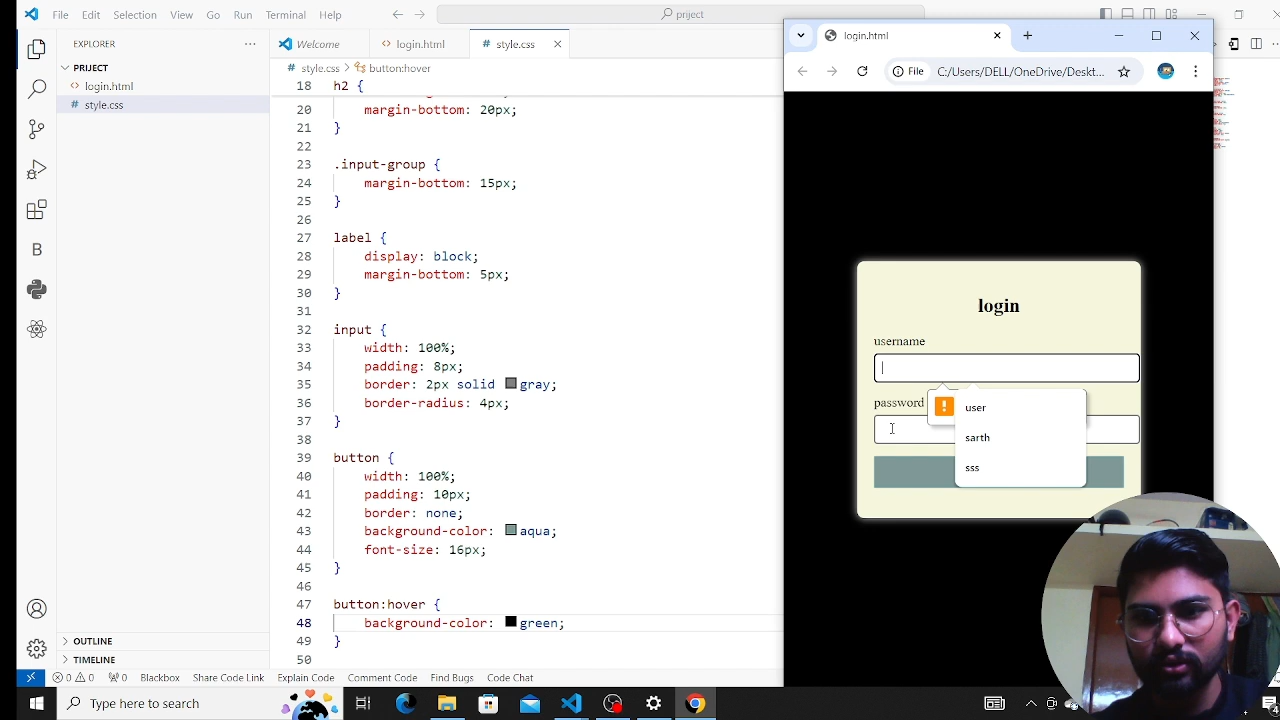 File Edit Selection View Go Run Terminal Help
priject
EXPLORER
PRIJCT
login.html
style.css
OUTLINE
TIMELINE
Welcome
login.html
style.css
style.css
button:hover
18 h2 {
20 margin-bottom: 20px;
21 }
22
23 .input-group {
24 margin-bottom: 15px;
25 }
26
27 label {
28 display: block;
29 margin-bottom: 5px;
30 }
31
32 input {
33 width: 100%;
34 padding: 8px;
35 border: 2px solid gray;
36 border-radius: 4px;
37 }
38
39 button {
40 width: 100%;
41 padding: 10px;
42 border: none;
43 background-color: aqua;
44 font-size: 16px;
45 }
46
47 button:hover {
48 background-color: green;
49 }
50
login.html
File C:/Users/DELL/OneDrive/Deskt...
login
username
password
user
sarth
sss
0 0 0 Blackbox Share Code Link Explain Code Comment Code Find Bugs Code Chat
Type here to search